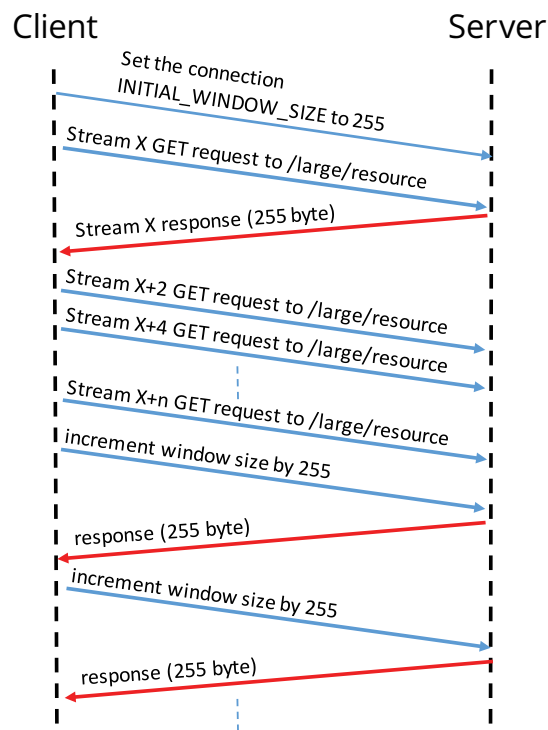 Client
Server
Set the connection
INITIAL_WINDOW_SIZE to 255
Stream X GET request to /large/resource
Stream X response (255 byte)
Stream X+2 GET request to /large/resource
Stream X+4 GET request to /large/resource
Stream X+n GET request to /large/resource
increment window size by 255
response (255 byte)
increment window size by 255
response (255 byte)